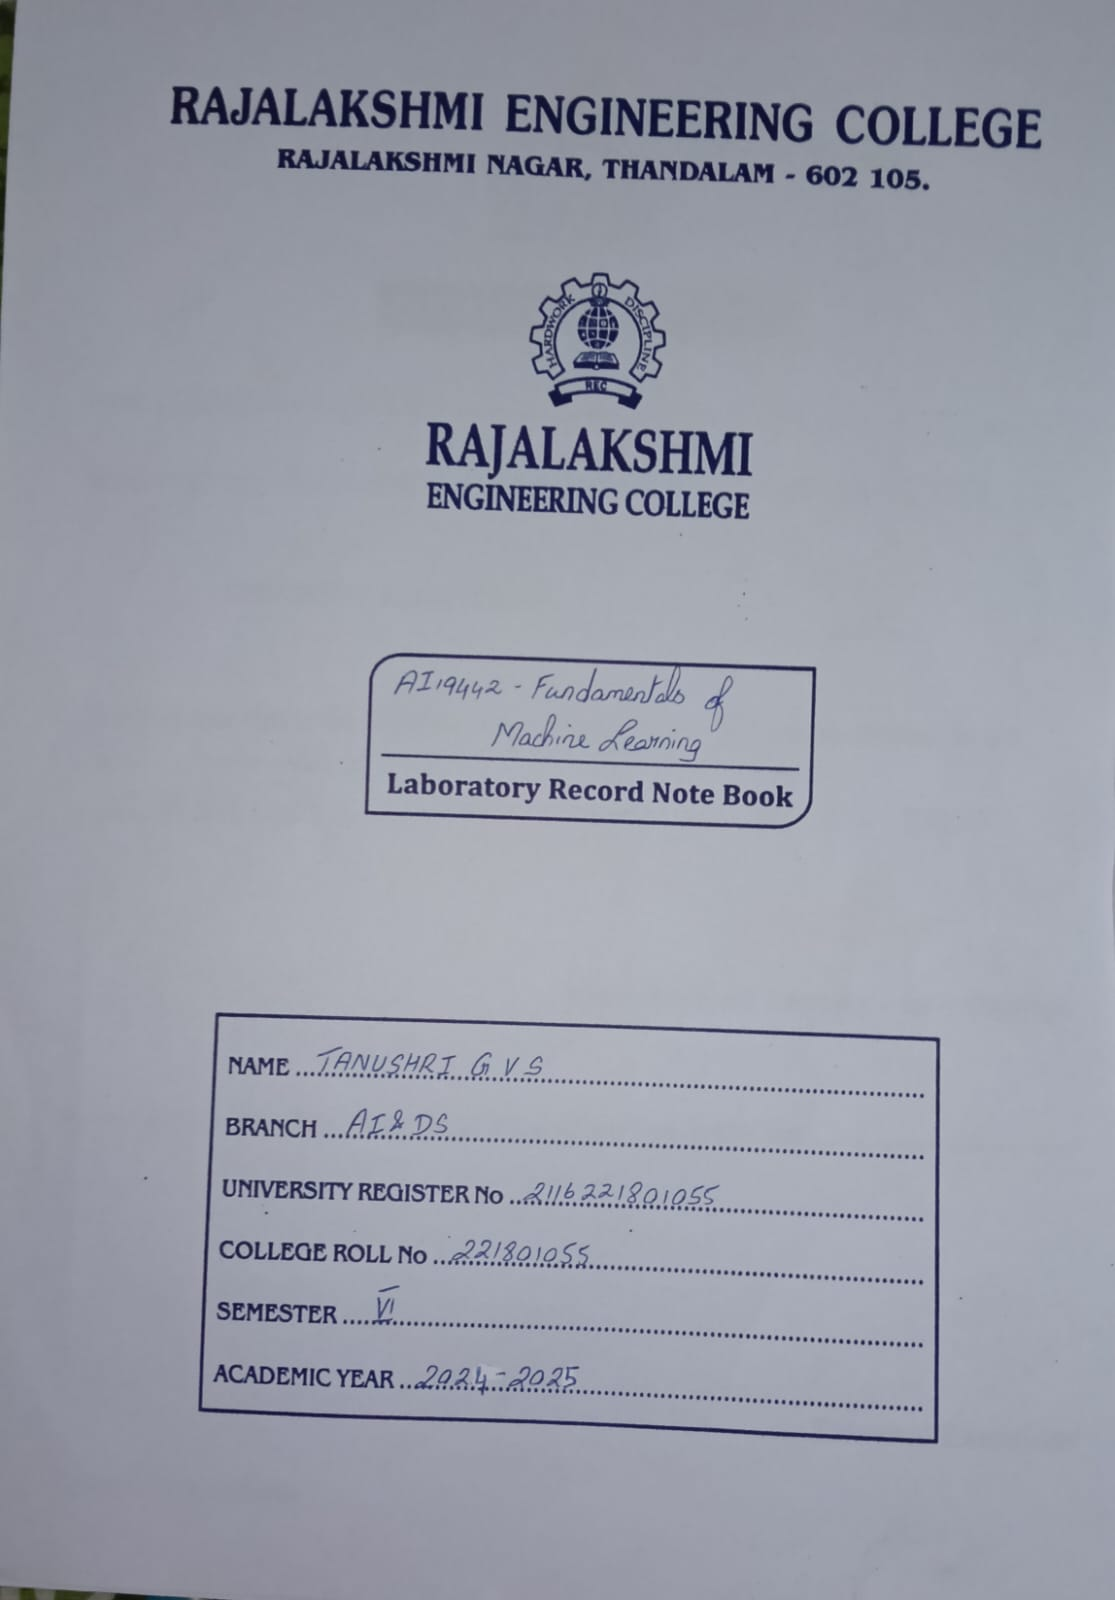 RAJALAKSHMI ENGINEERING COLLEGE
RAJALAKSHMI NAGAR, THANDALAM - 602 105.
HARDWORK DISCIPLINE
REC
RAJALAKSHMI
ENGINEERING COLLEGE
AI19442 - Fundamentals of
Machine Learning
Laboratory Record Note Book
NAME ... TANUSHRI G V S
BRANCH ... AI & DS
UNIVERSITY REGISTER No ... 2116221801055
COLLEGE ROLL No ... 221801055
SEMESTER ..... VI
ACADEMIC YEAR ... 2024-2025